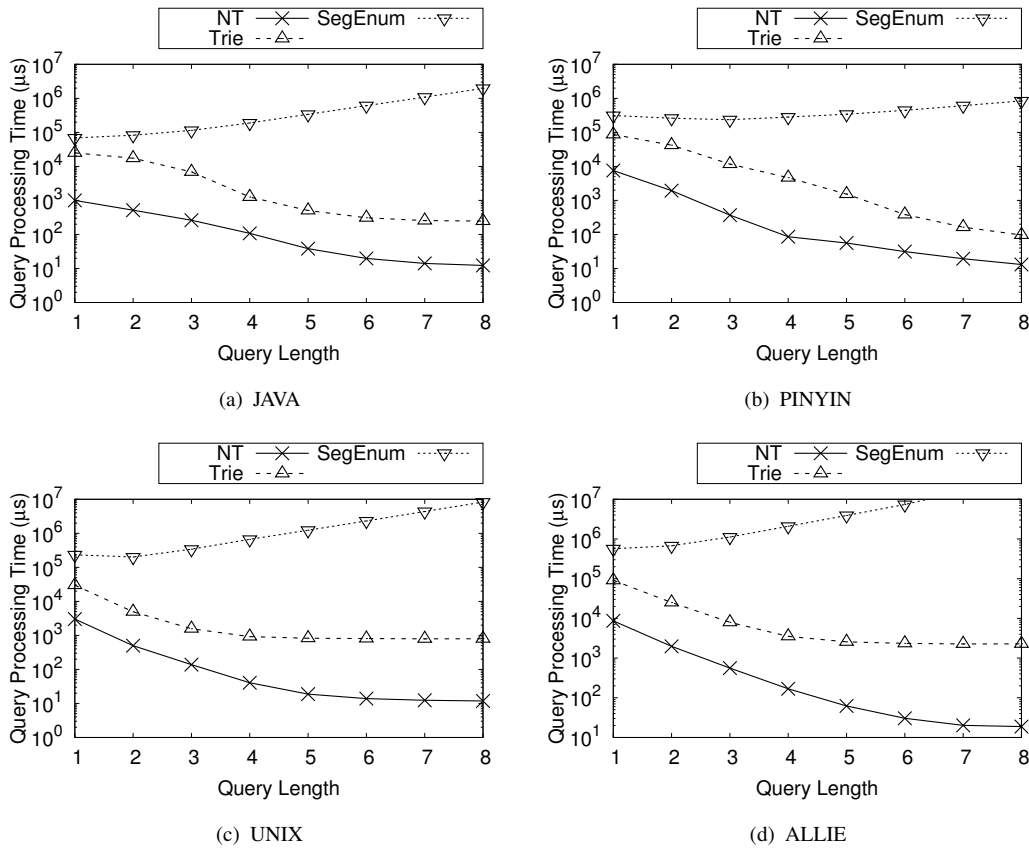 NT SegEnum
Trie
Query Processing Time (μs)
10^7
10^6
10^5
10^4
10^3
10^2
10^1
10^0
1 2 3 4 5 6 7 8
Query Length
(a) JAVA
NT SegEnum
Trie
Query Processing Time (μs)
10^7
10^6
10^5
10^4
10^3
10^2
10^1
10^0
1 2 3 4 5 6 7 8
Query Length
(b) PINYIN
NT SegEnum
Trie
Query Processing Time (μs)
10^7
10^6
10^5
10^4
10^3
10^2
10^1
10^0
1 2 3 4 5 6 7 8
Query Length
(c) UNIX
NT SegEnum
Trie
Query Processing Time (μs)
10^7
10^6
10^5
10^4
10^3
10^2
10^1
1 2 3 4 5 6 7 8
Query Length
(d) ALLIE